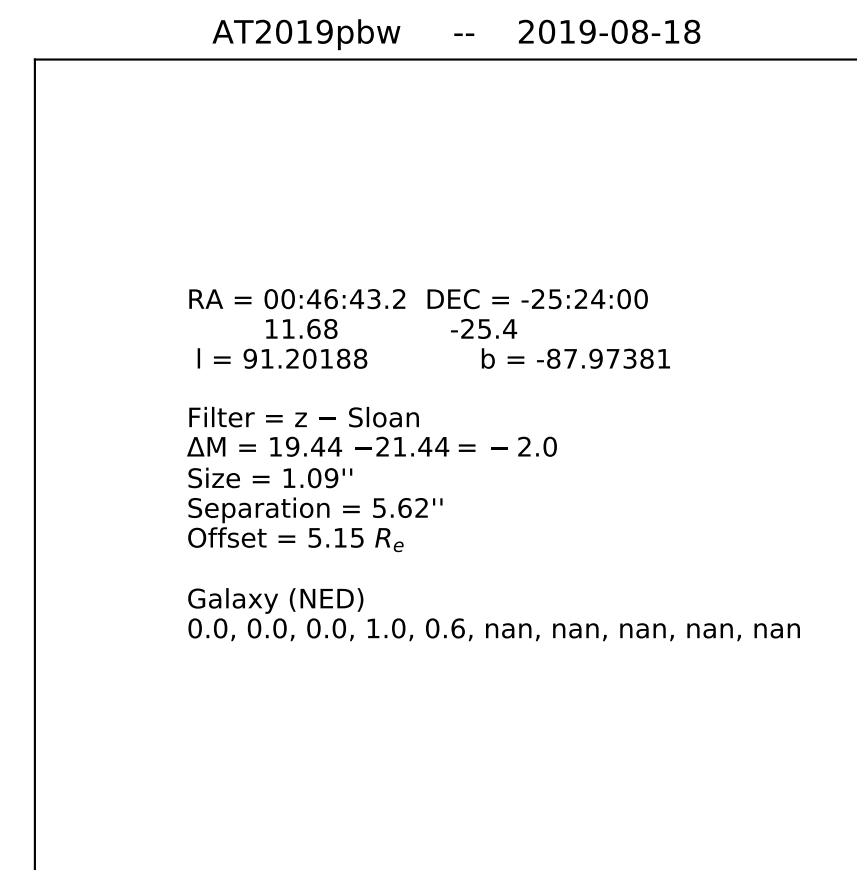 AT2019pbw -- 2019-08-18
RA = 00:46:43.2 DEC = -25:24:00
11.68 -25.4
l = 91.20188 b = -87.97381
Filter = z − Sloan
ΔM = 19.44 −21.44 = − 2.0
Size = 1.09''
Separation = 5.62''
Offset = 5.15 Re
Galaxy (NED)
0.0, 0.0, 0.0, 1.0, 0.6, nan, nan, nan, nan, nan